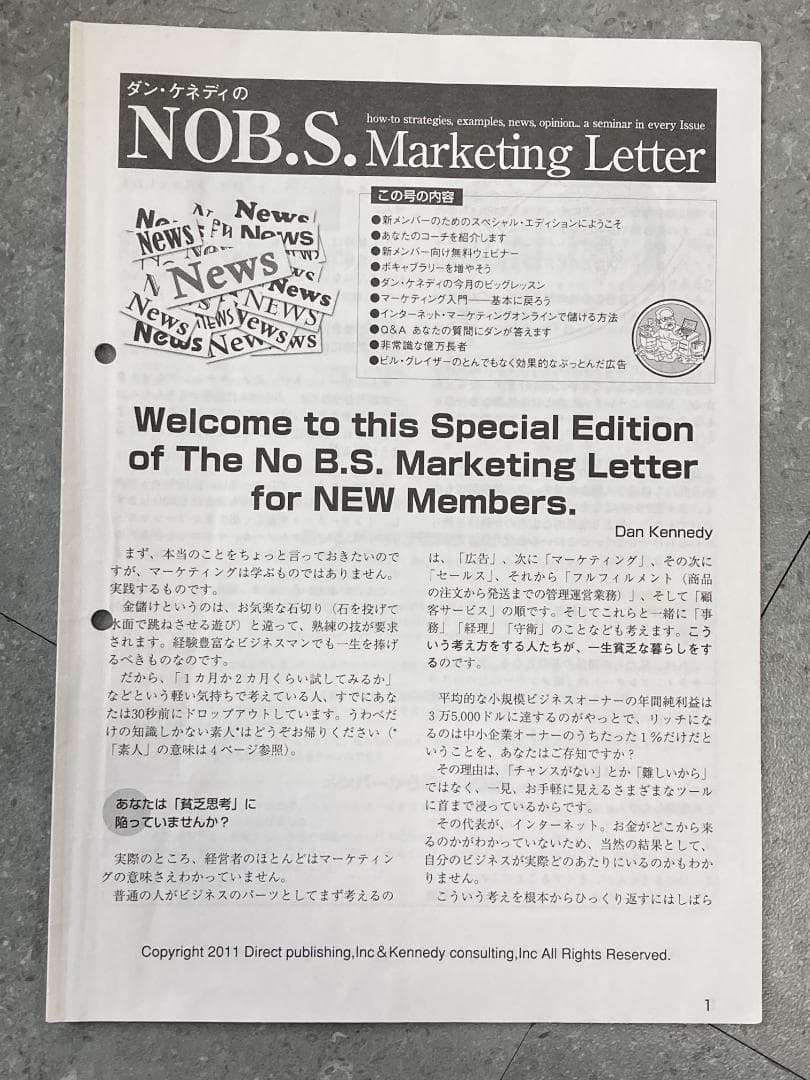 ダン・ケネディの
NO B.S. Marketing Letter
how-to strategies, examples, news, opinion... a seminar in every Issue
News
News
News
News
News
News
News
News
News
News
News
News
この号の内容
●新メンバーのためのスペシャル・エディションにようこそ
●あなたのコーチを紹介します
●新メンバー向け無料ウェビナー
●ボキャブラリーを増やそう
●ダン・ケネディの今月のビッグレッスン
●マーケティング入門――基本に戻ろう
●インターネット・マーケティングオンラインで儲ける方法
●Q&A あなたの質問にダンが答えます
●非常識な億万長者
●ビル・グレイザーのとんでもなく効果的なぶっとんだ広告
Welcome to this Special Edition
of The No B.S. Marketing Letter
for NEW Members.
Dan Kennedy
まず、本当のことをちょっと言っておきたいので
すが、マーケティングは学ぶものではありません。
実践するものです。
金儲けというのは、お気楽な石切り（石を投げて
水面で跳ねさせる遊び）と違って、熟練の技が要求
されます。経験豊富なビジネスマンでも一生を捧げ
るべきものなのです。
だから、「１カ月か２カ月くらい試してみるか」
などという軽い気持ちで考えている人、すでにあな
たは30秒前にドロップアウトしています。うわべだ
けの知識しかない素人*はどうぞお帰りください（*
「素人」の意味は４ページ参照）。
あなたは「貧乏思考」に
陥っていませんか？
実際のところ、経営者のほとんどはマーケティン
グの意味さえわかっていません。
普通の人がビジネスのパーツとしてまず考えるの
は、「広告」、次に「マーケティング」、その次に
「セールス」、それから「フルフィルメント（商品
の注文から発送までの管理運営業務）」、そして「顧
客サービス」の順です。そしてこれらと一緒に「事
務」「経理」「守衛」のことなども考えます。こう
いう考え方をする人たちが、一生貧乏な暮らしをす
るのです。
平均的な小規模ビジネスオーナーの年間純利益は
３万5,000ドルに達するのがやっとで、リッチにな
るのは中小企業オーナーのうちたった１％だけだと
いうことを、あなたはご存知ですか？
その理由は、「チャンスがない」とか「難しいから」
ではなく、一見、お手軽に見えるさまざまなツール
に首まで浸っているからです。
その代表が、インターネット。お金がどこから来
るのかがわかっていないため、当然の結果として、
自分のビジネスが実際どのあたりにいるのかもわか
りません。
こういう考えを根本からひっくり返すにはしばら
Copyright 2011 Direct publishing,Inc＆Kennedy consulting,Inc All Rights Reserved.
1